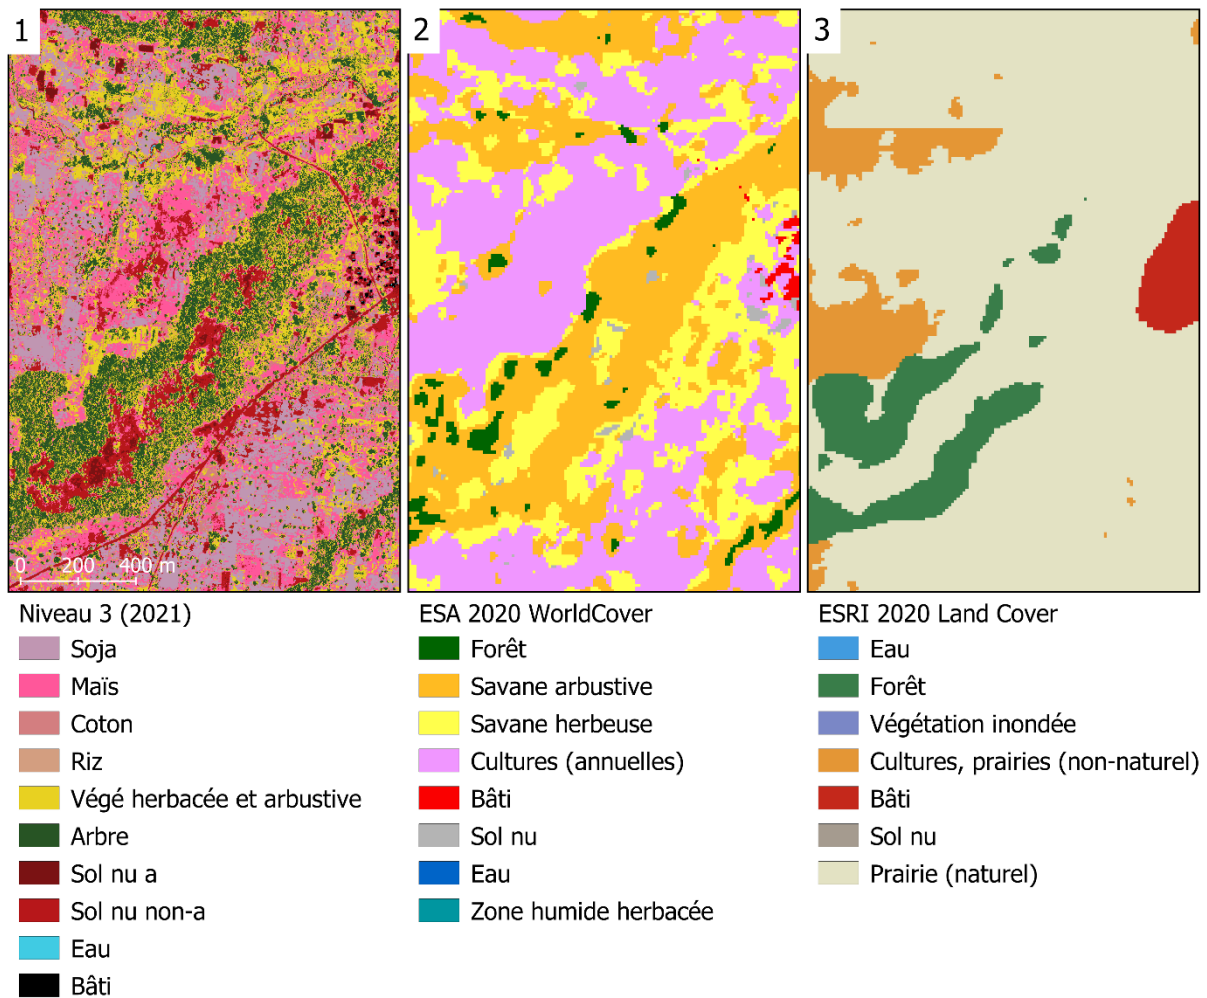 1
2
3
0 200 400 m
Niveau 3 (2021)
Soja
Maïs
Coton
Riz
Végé herbacée et arbustive
Arbre
Sol nu a
Sol nu non-a
Eau
Bâti
ESA 2020 WorldCover
Forêt
Savane arbustive
Savane herbeuse
Cultures (annuelles)
Bâti
Sol nu
Eau
Zone humide herbacée
ESRI 2020 Land Cover
Eau
Forêt
Végétation inondée
Cultures, prairies (non-naturel)
Bâti
Sol nu
Prairie (naturel)